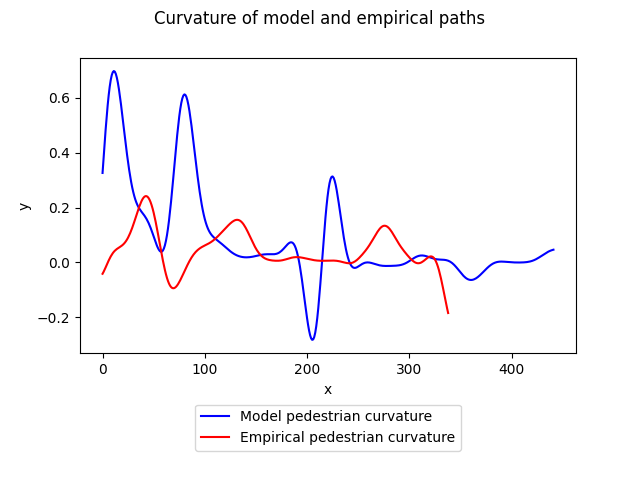 Curvature of model and empirical paths
0.6
0.4
0.2
0.0
−0.2
y
0 100 200 300 400
x
Model pedestrian curvature
Empirical pedestrian curvature